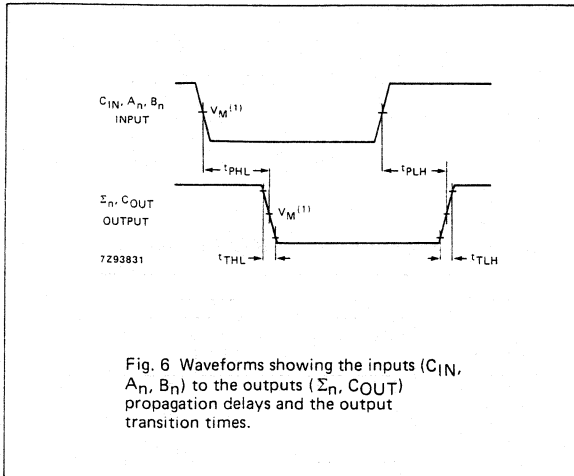 C_IN, A_n, B_n
INPUT
V_M (1)
t_PHL
t_PLH
Σ_n, C_OUT
OUTPUT
V_M (1)
7Z93831
t_THL
t_TLH
Fig. 6 Waveforms showing the inputs (C_IN,
A_n, B_n) to the outputs (Σ_n, C_OUT)
propagation delays and the output
transition times.